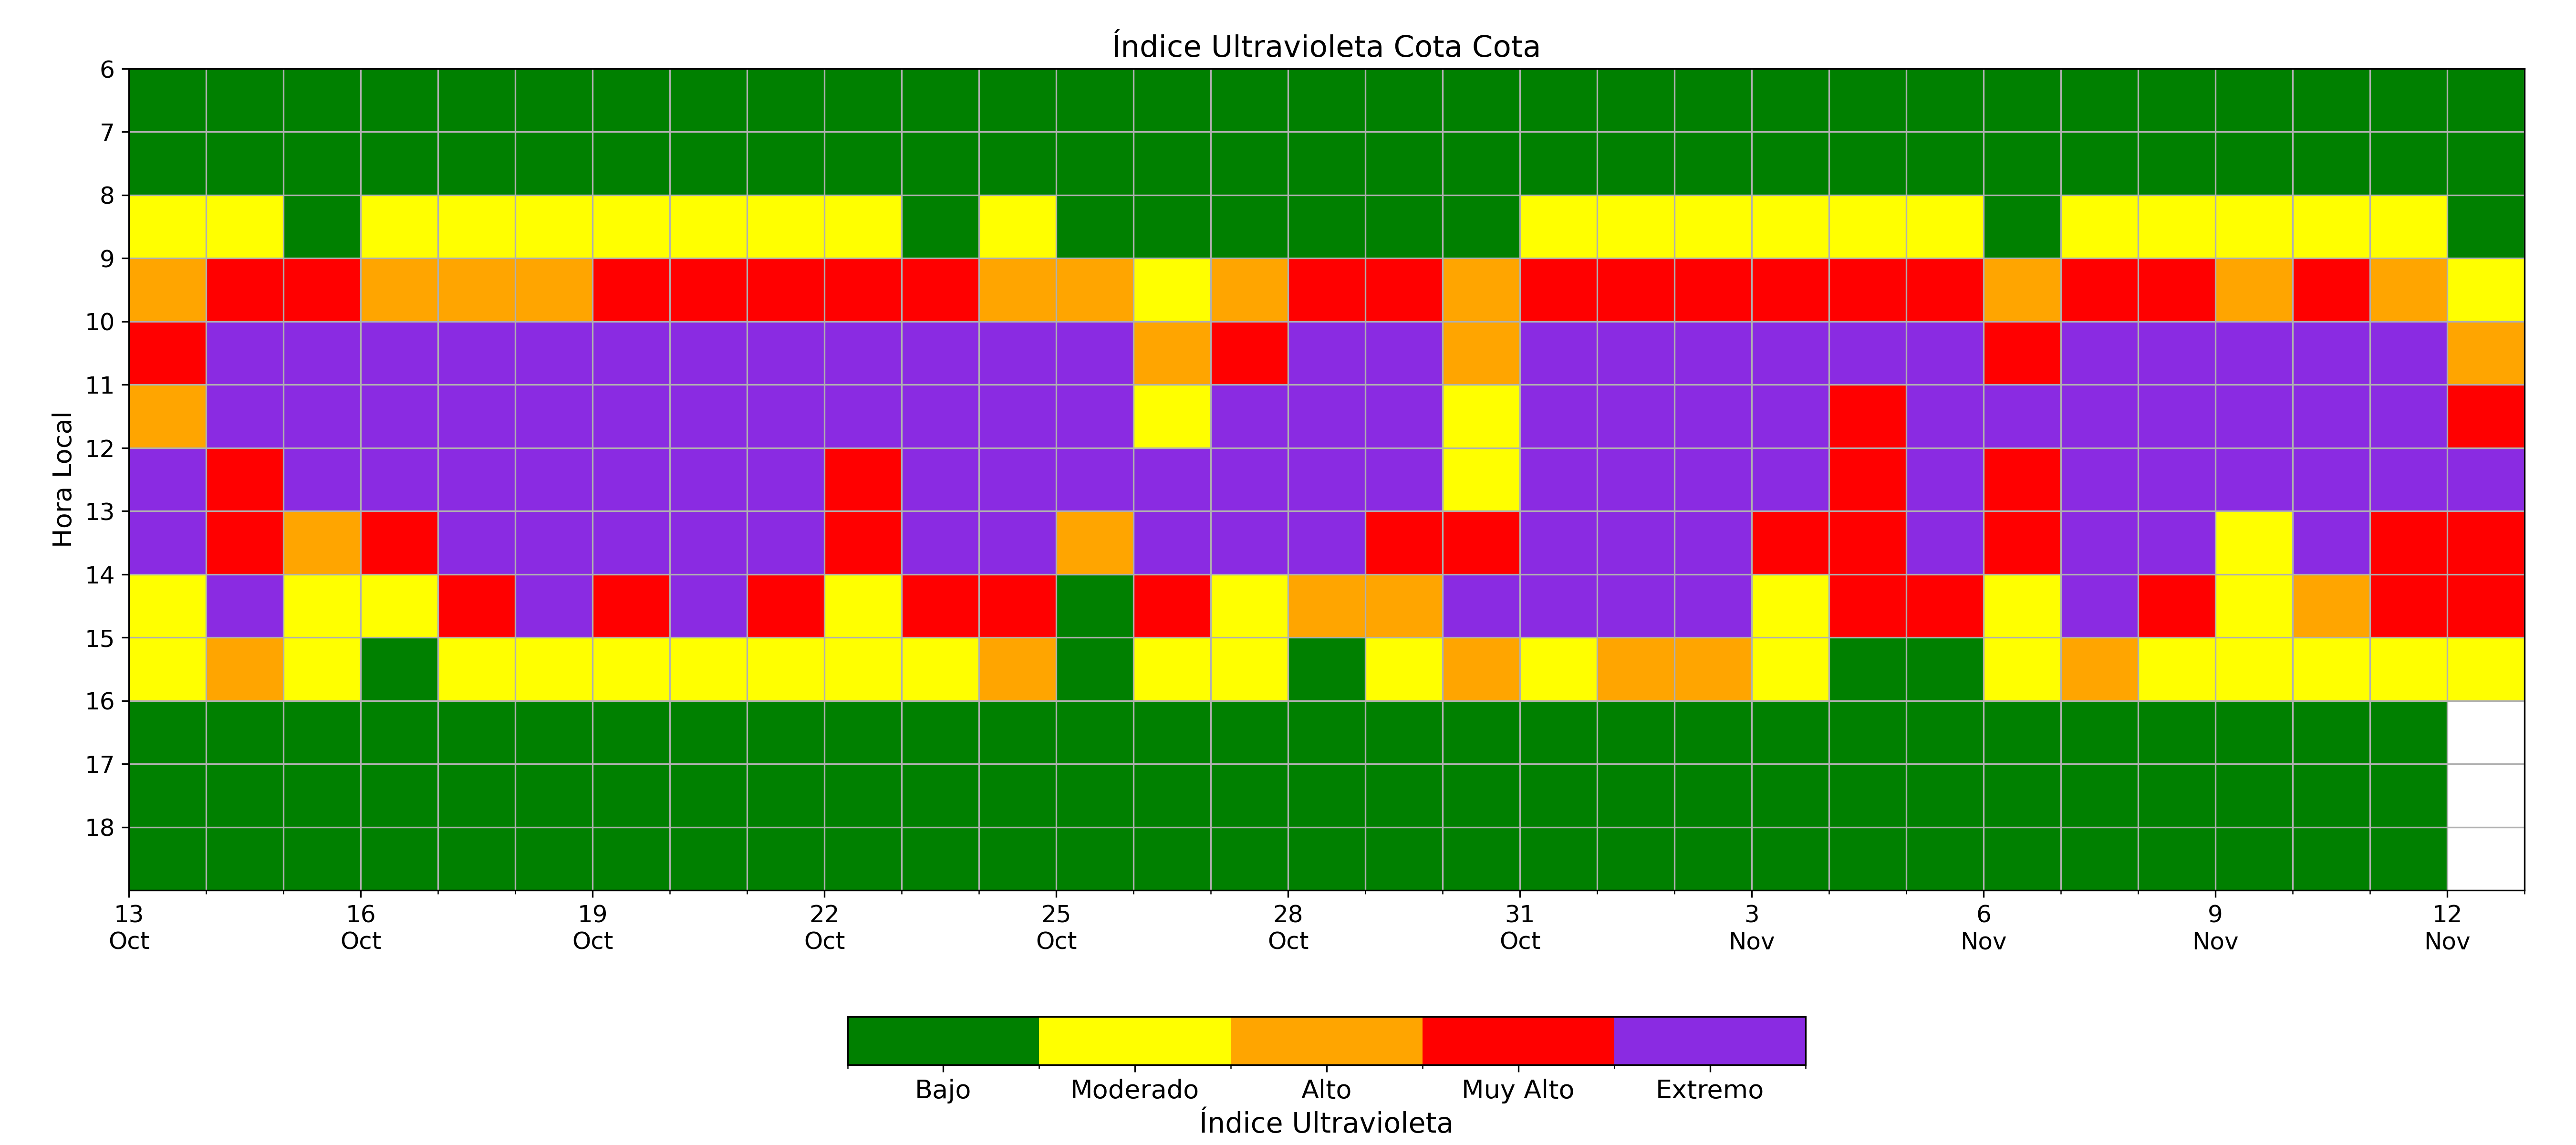 Índice Ultravioleta Cota Cota
Hora Local
6
7
8
9
10
11
12
13
14
15
16
17
18
13 16 19 22 25 28 31 3 6 9 12
Oct Oct Oct Oct Oct Oct Oct Nov Nov Nov Nov
Bajo Moderado Alto Muy Alto Extremo
Índice Ultravioleta